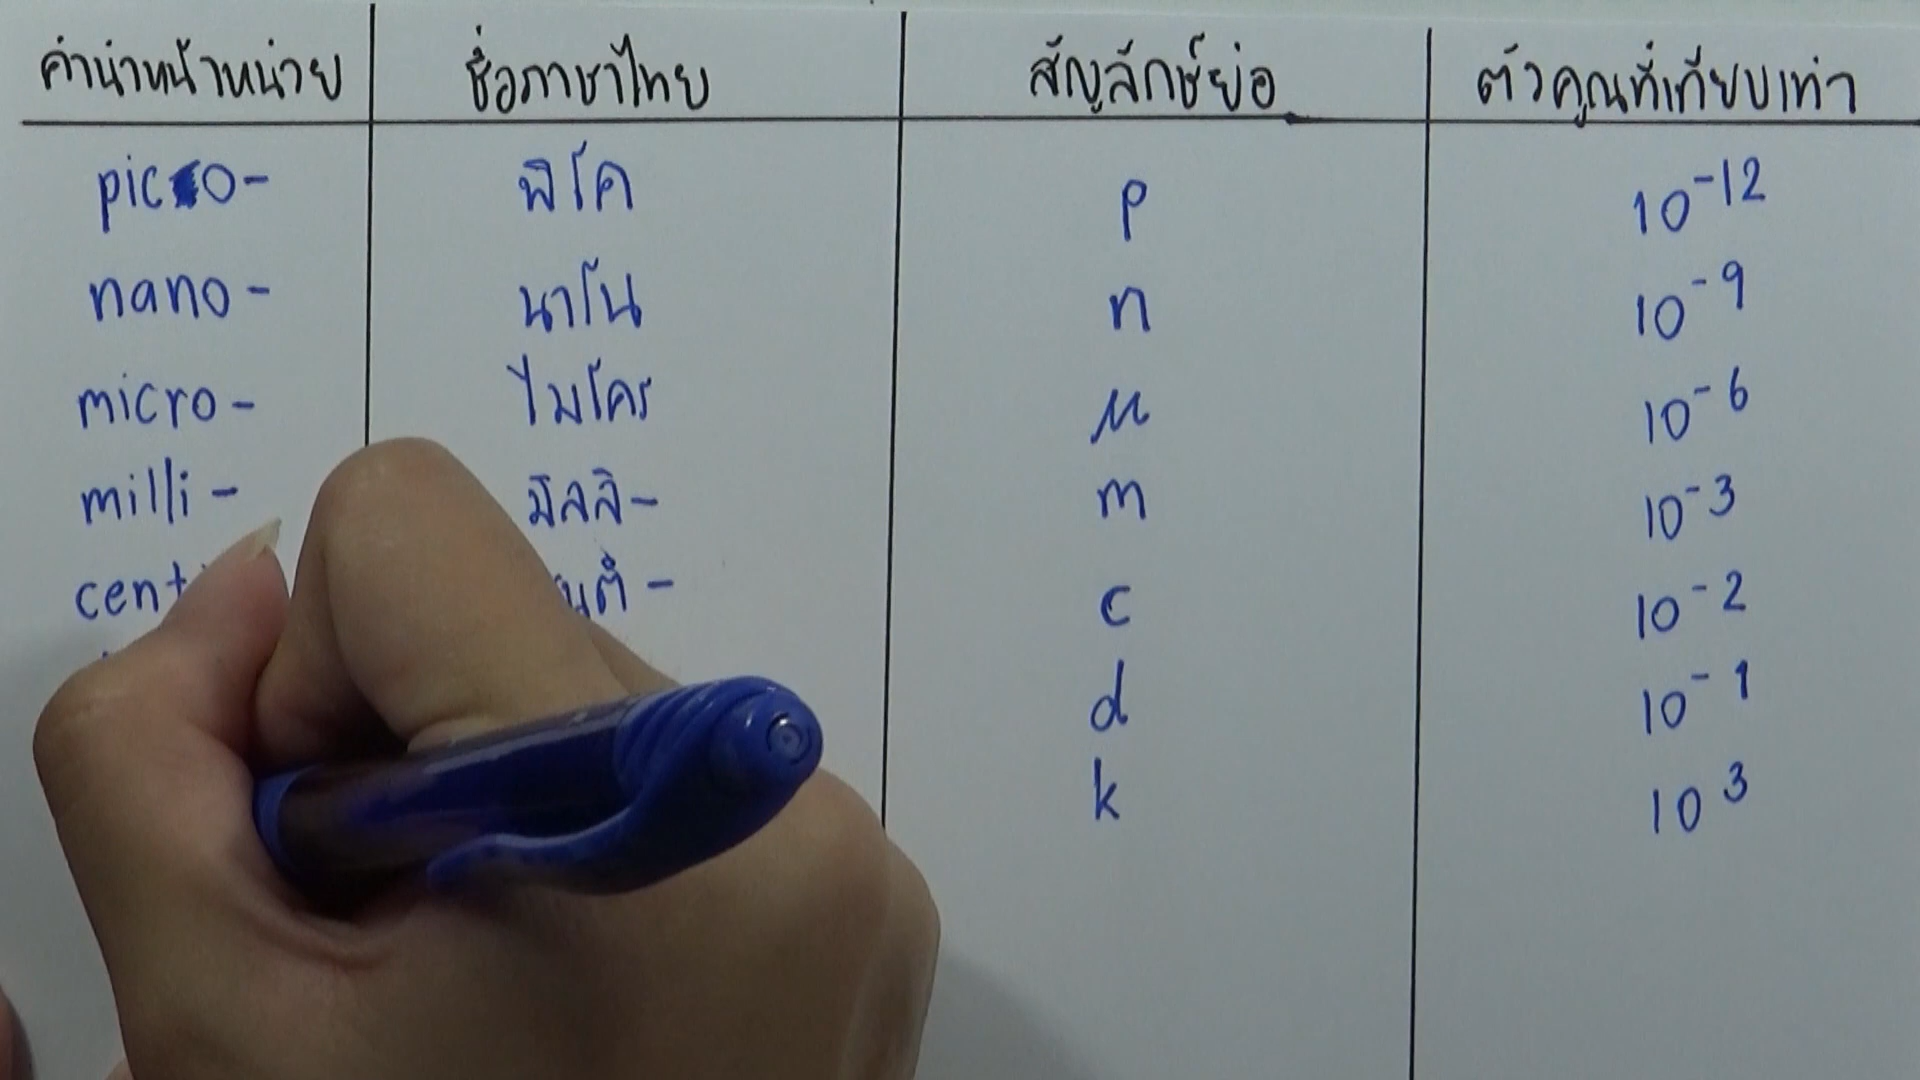 คำนำหน้าหน่วย ชื่อภาษาไทย สัญลักษ์ย่อ ตัวคูณที่เทียบเท่า
pico- พิโค p 10⁻¹²
nano- นาโน n 10⁻⁹
micro- ไมโคร µ 10⁻⁶
milli- มิลลิ- m 10⁻³
c 10⁻²
d 10⁻¹
k 10³